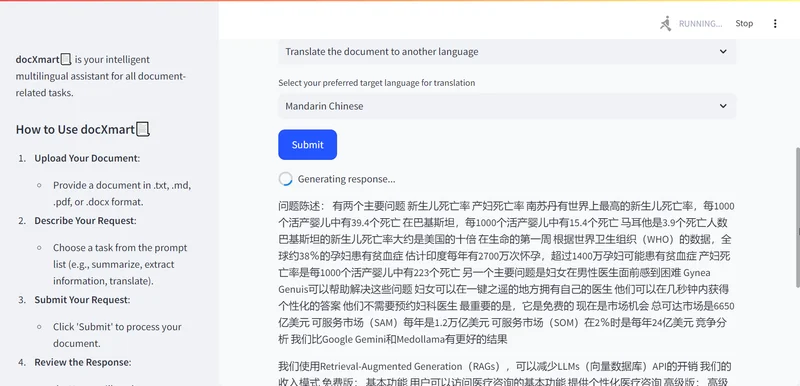 RUNNING...
Stop
docXmart is your intelligent
multilingual assistant for all document-
related tasks.
How to Use docXmart
1. Upload Your Document:
Provide a document in .txt, .md,
.pdf, or .docx format.
2. Describe Your Request:
Choose a task from the prompt
list (e.g., summarize, extract
information, translate).
3. Submit Your Request:
Click 'Submit' to process your
document.
4. Review the Response:
Translate the document to another language
Select your preferred target language for translation
Mandarin Chinese
Submit
Generating response...
问题陈述： 有两个主要问题 新生儿死亡率 产妇死亡率 南苏丹有世界上最高的新生儿死亡率，每1000
个活产婴儿中有39.4个死亡 在巴基斯坦，每1000个活产婴儿中有15.4个死亡 马耳他是3.9个死亡人数
巴基斯坦的新生儿死亡率大约是美国的十倍 在生命的第一周 根据世界卫生组织（WHO）的数据，全
球约38％的孕妇患有贫血症 估计印度每年有2700万次怀孕，超过1400万孕妇可能患有贫血症 产妇死
亡率是每1000个活产婴儿中有223个死亡 另一个主要问题是妇女在男性医生面前感到困难 Gynea
Genuis可以帮助解决这些问题 妇女可以在一键之遥的地方拥有自己的医生 他们可以在几秒钟内获得
个性化的答案 他们不需要预约妇科医生 最重要的是，它是免费的 现在是市场机会 总可达市场是6650
亿美元 可服务市场（SAM）每年是1.2万亿美元 可服务市场（SOM）在2％时是每年24亿美元 竞争分
析 我们比Google Gemini和Medollama有更好的结果
我们使用Retrieval-Augmented Generation（RAGs），可以减少LLMs（向量数据库）API的开销 我们的
收入模式 免费版： 基本功能 用户可以访问医疗咨询的基本功能 提供个性化医疗咨询 高级版： 高级